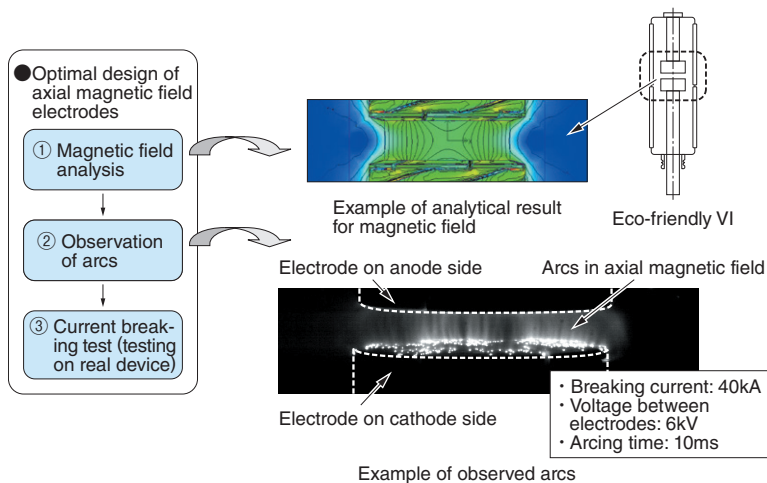 ●Optimal design of
axial magnetic field
electrodes
① Magnetic field
analysis
② Observation
of arcs
③ Current break-
ing test (testing
on real device)
Example of analytical result
for magnetic field
Eco-friendly VI
Electrode on anode side
Arcs in axial magnetic field
Electrode on cathode side
・Breaking current: 40kA
・Voltage between
electrodes: 6kV
・Arcing time: 10ms
Example of observed arcs